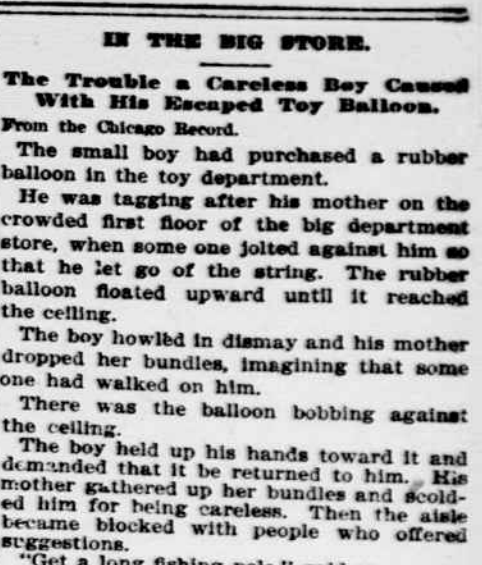 IN THE BIG STORE.
The Trouble a Careless Boy Caused
With His Escaped Toy Balloon.
From the Chicago Record.
The small boy had purchased a rubber
balloon in the toy department.
He was tagging after his mother on the
crowded first floor of the big department
store, when some one jolted against him so
that he let go of the string. The rubber
balloon floated upward until it reached
the ceiling.
The boy howled in dismay and his mother
dropped her bundles, imagining that some
one had walked on him.
There was the balloon bobbing against
the ceiling.
The boy held up his hands toward it and
demanded that it be returned to him. His
mother gathered up her bundles and scold-
ed him for being careless. Then the aisle
became blocked with people who offered
suggestions.
"Get a long fishing